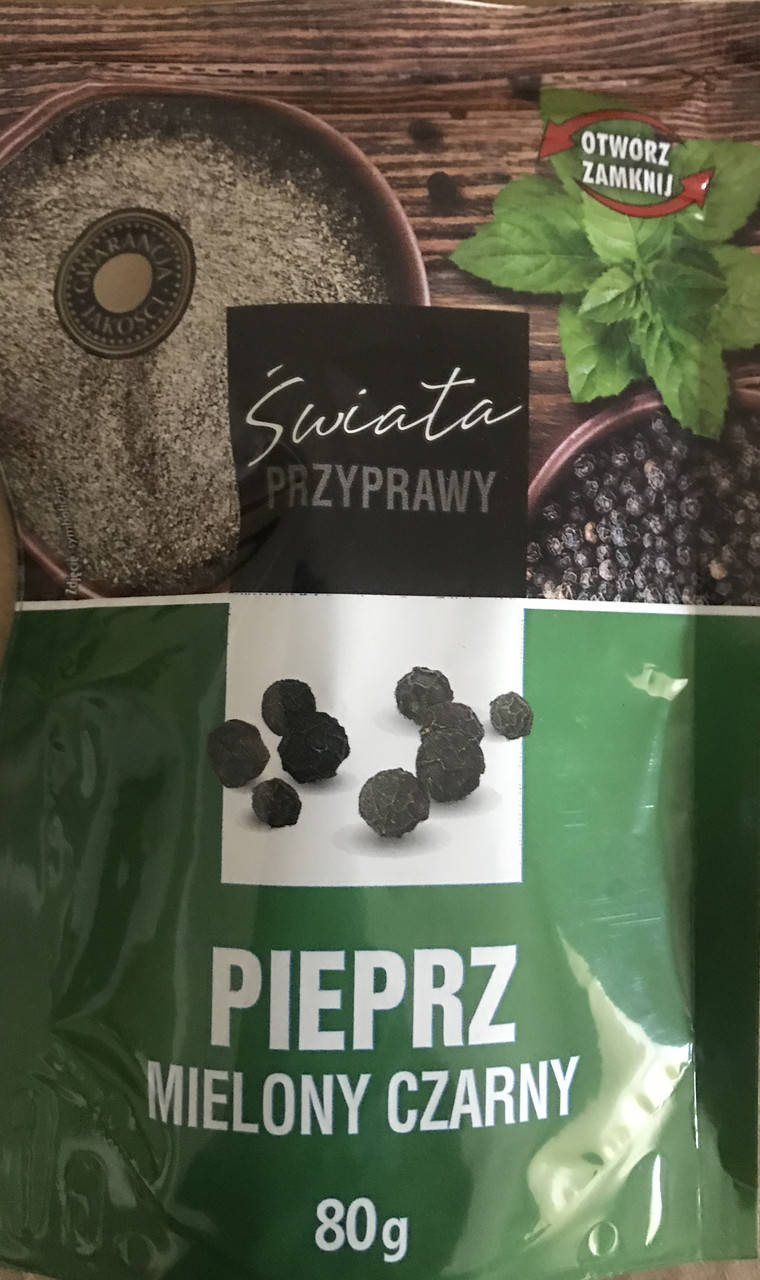 OTWÓRZ
ZAMKNIJ
GWARANCJA
JAKOŚCI
Świata
PRZYPRAWY
PIEPRZ
MIELONY CZARNY
80g